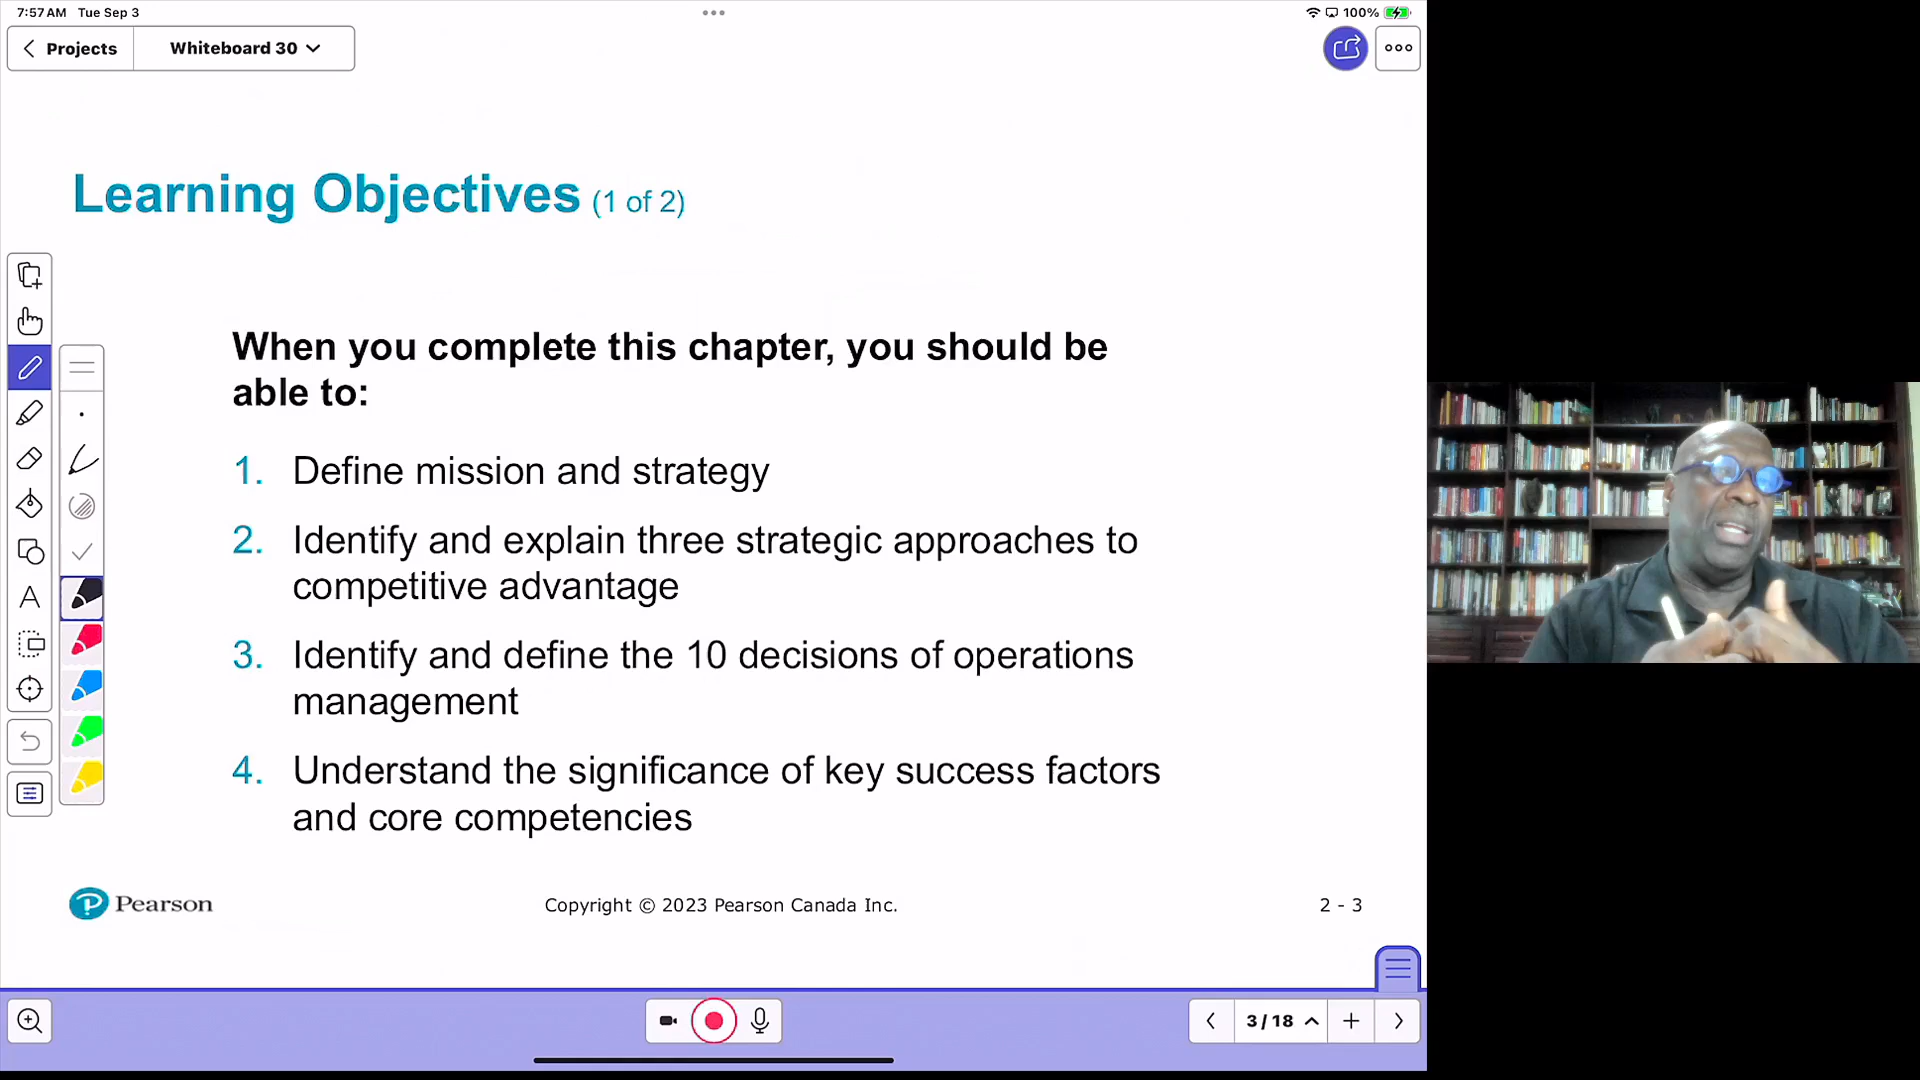 7:57 AM Tue Sep 3
100%
Projects
Whiteboard 30
Learning Objectives (1 of 2)
When you complete this chapter, you should be
able to:
1. Define mission and strategy
2. Identify and explain three strategic approaches to
competitive advantage
3. Identify and define the 10 decisions of operations
management
4. Understand the significance of key success factors
and core competencies
Pearson
Copyright © 2023 Pearson Canada Inc.
2 - 3
3 / 18